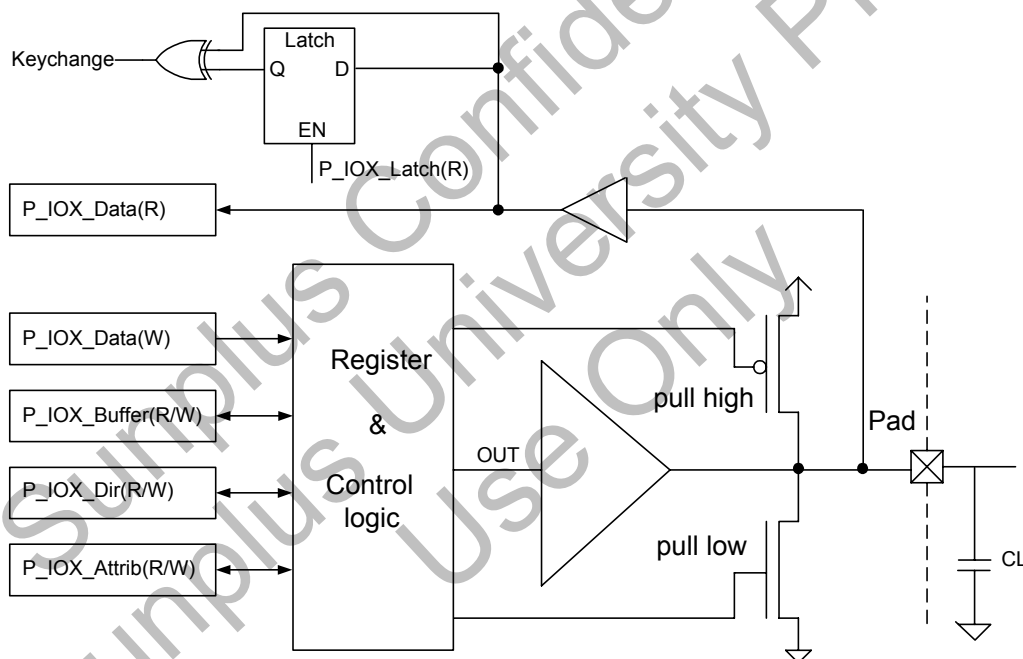 Latch
Keychange
Q D
EN
P_IOX_Latch(R)
P_IOX_Data(R)
P_IOX_Data(W)
P_IOX_Buffer(R/W)
P_IOX_Dir(R/W)
P_IOX_Attrib(R/W)
Register
&
Control
logic
OUT
pull high
pull low
Pad
CL
Sunplus Confide
Sunplus University P
Use Only